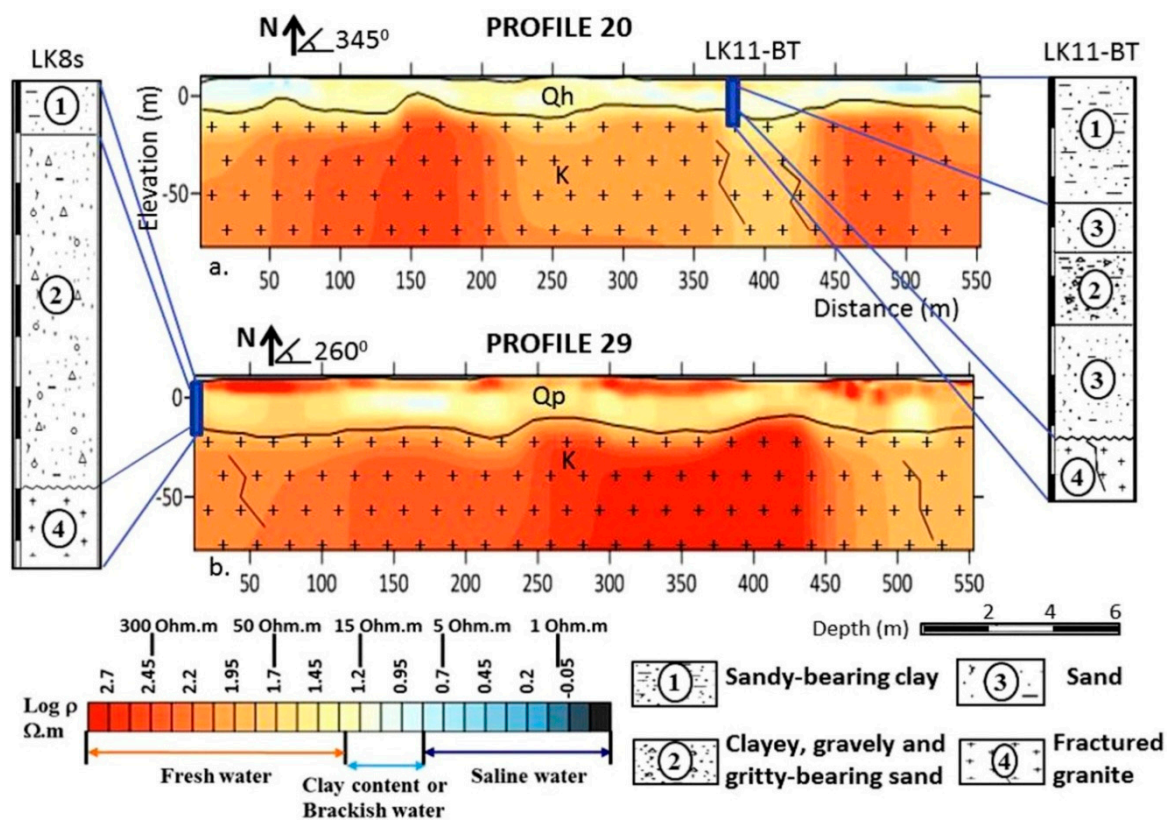 N 345⁰ PROFILE 20
LK8s
LK11-BT
LK11-BT
1
2
4
Elevation (m)
0
-50
Qh
K
a.
50 100 150 200 250 300 350 400 450 500 550
Distance (m)
1
3
2
3
4
N 260⁰ PROFILE 29
0
-50
Qp
K
b.
50 100 150 200 250 300 350 400 450 500 550
Depth (m) 2 4 6
300 Ohm.m 50 Ohm.m 15 Ohm.m 5 Ohm.m 1 Ohm.m
2.7 2.45 2.2 1.95 1.7 1.45 1.2 0.95 0.7 0.45 0.2 -0.05
Log ρ
Ω.m
Fresh water
Clay content or
Brackish water
Saline water
1 Sandy-bearing clay
3 Sand
2 Clayey, gravely and
gritty-bearing sand
4 Fractured
granite